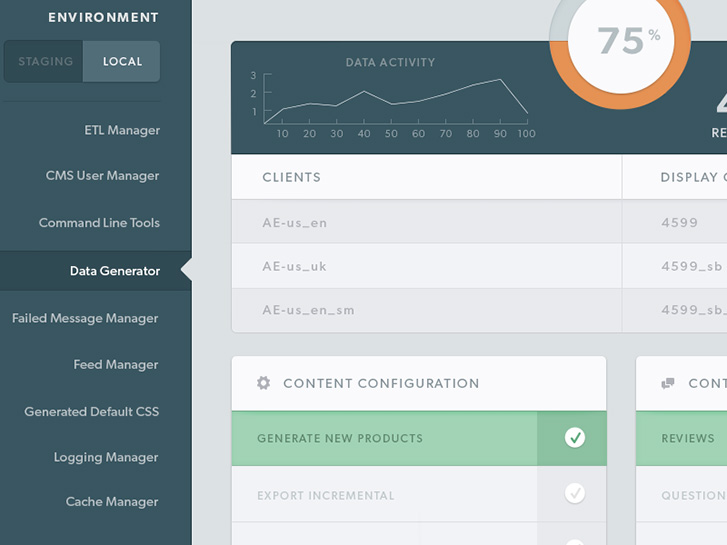 ENVIRONMENT
STAGING LOCAL
ETL Manager
CMS User Manager
Command Line Tools
Data Generator
Failed Message Manager
Feed Manager
Generated Default CSS
Logging Manager
Cache Manager
75%
DATA ACTIVITY
3
2
1
10 20 30 40 50 60 70 80 90 100
RE
CLIENTS DISPLAY
AE-us_en 4599
AE-us_uk 4599_sb
AE-us_en_sm 4599_sb_
CONTENT CONFIGURATION
GENERATE NEW PRODUCTS
EXPORT INCREMENTAL
CONT
REVIEWS
QUESTION